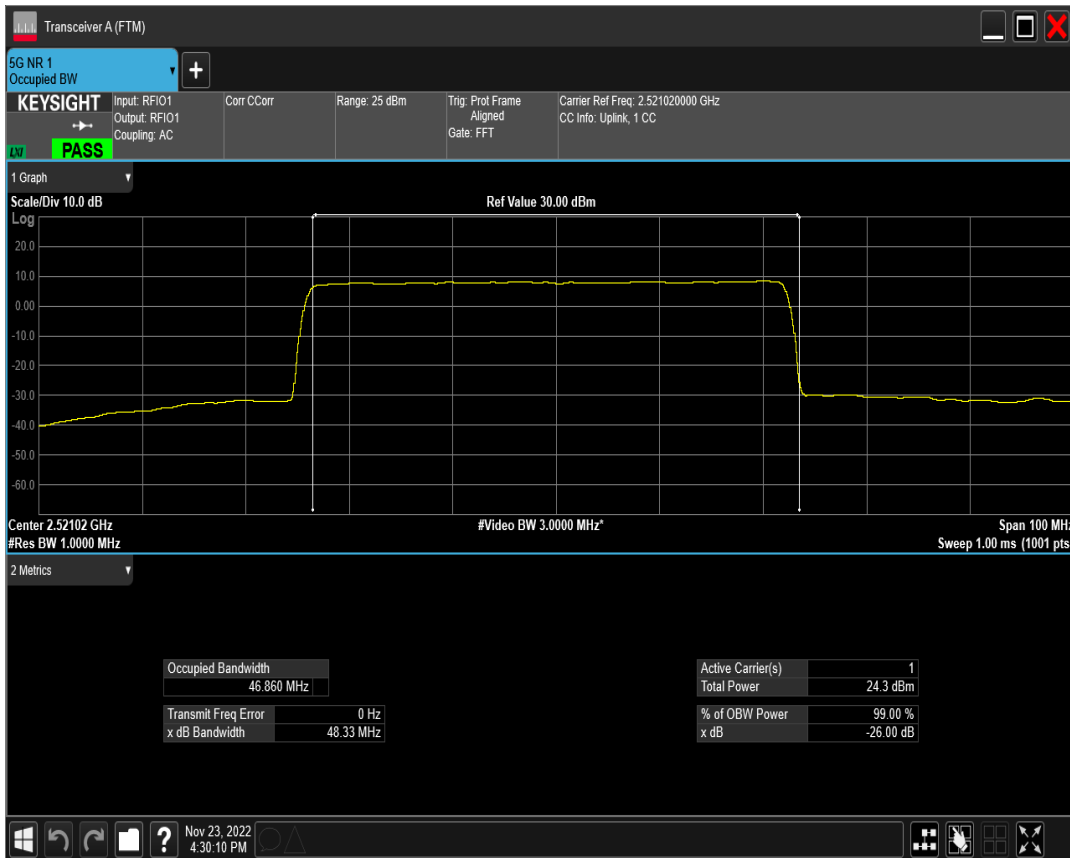 Transceiver A (FTM)
5G NR 1
Occupied BW
+
KEYSIGHT
LXI
PASS
Input: RFIO1
Output: RFIO1
Coupling: AC
Corr CCorr
Range: 25 dBm
Trig: Prot Frame
Aligned
Gate: FFT
Carrier Ref Freq: 2.521020000 GHz
CC Info: Uplink, 1 CC
1 Graph
Scale/Div 10.0 dB
Ref Value 30.00 dBm
Log
20.0
10.0
0.00
-10.0
-20.0
-30.0
-40.0
-50.0
-60.0
Center 2.52102 GHz
#Video BW 3.0000 MHz*
Span 100 MHz
#Res BW 1.0000 MHz
Sweep 1.00 ms (1001 pts
2 Metrics
Occupied Bandwidth
46.860 MHz
Transmit Freq Error 0 Hz
x dB Bandwidth 48.33 MHz
Active Carrier(s) 1
Total Power 24.3 dBm
% of OBW Power 99.00 %
x dB -26.00 dB
?
Nov 23, 2022
4:30:10 PM